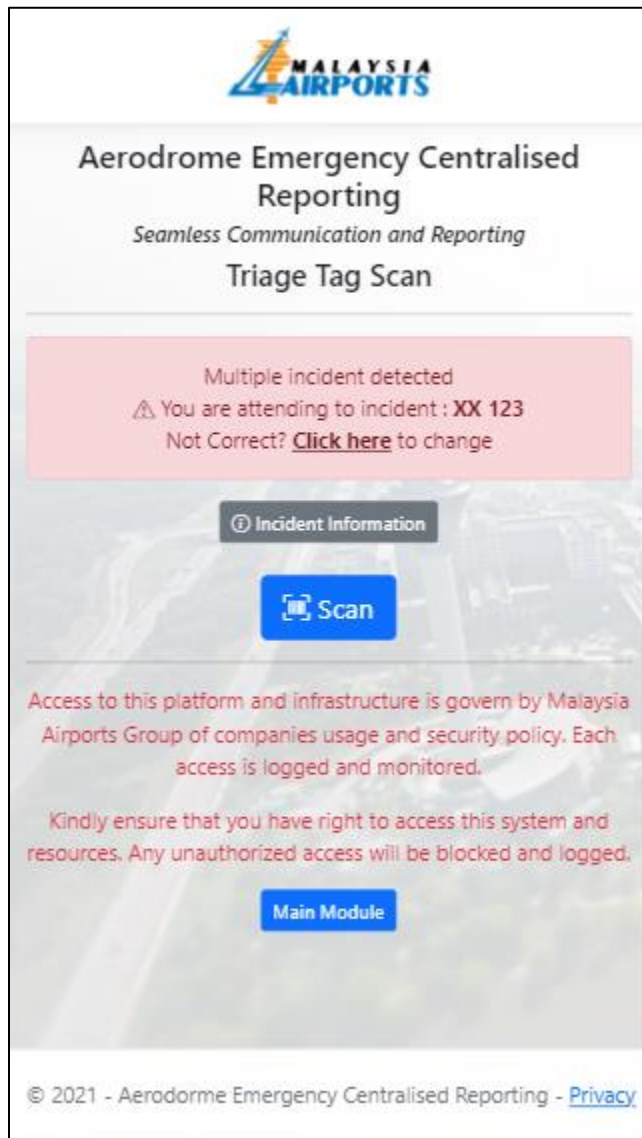 MALAYSIA
AIRPORTS
Aerodrome Emergency Centralised
Reporting
Seamless Communication and Reporting
Triage Tag Scan
Multiple incident detected
⚠ You are attending to incident : XX 123
Not Correct? Click here to change
Incident Information
Scan
Access to this platform and infrastructure is govern by Malaysia
Airports Group of companies usage and security policy. Each
access is logged and monitored.
Kindly ensure that you have right to access this system and
resources. Any unauthorized access will be blocked and logged.
Main Module
© 2021 - Aerodorme Emergency Centralised Reporting - Privacy